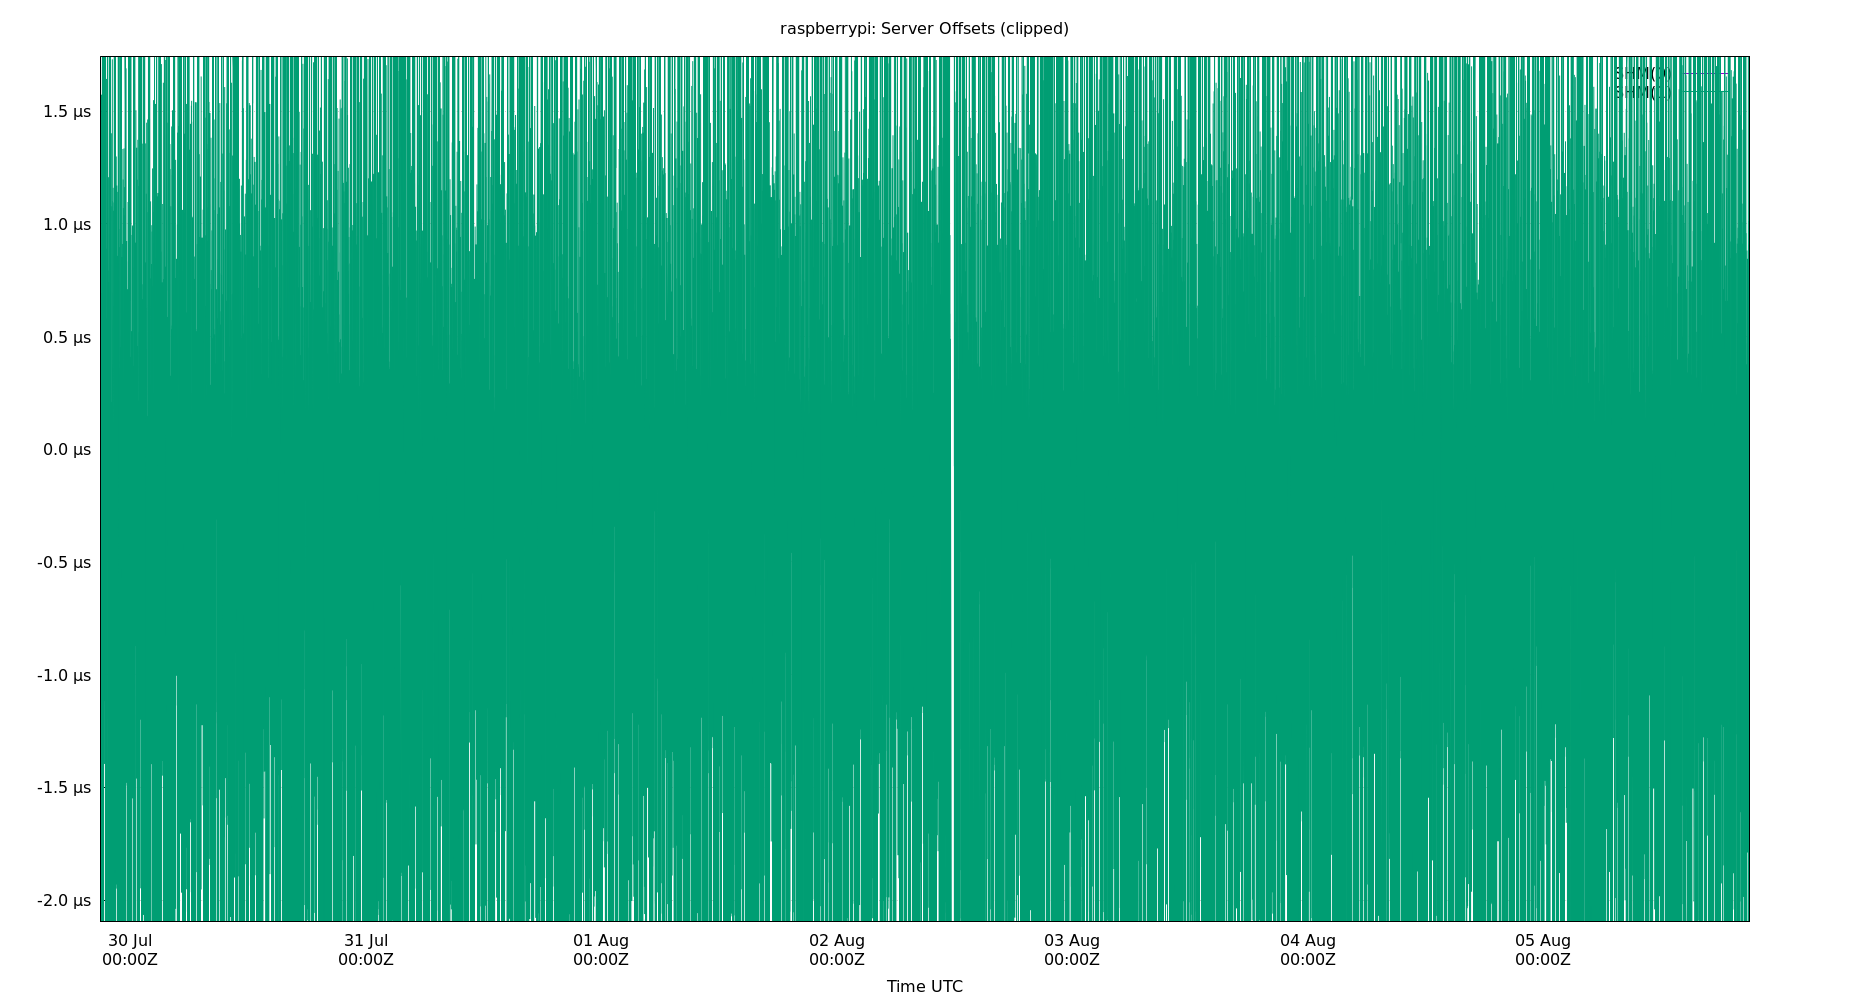 raspberrypi: Server Offsets (clipped)
SHM(0)
1.5 µs
1.0 µs
0.5 µs
0.0 µs
-0.5 µs
-1.0 µs
-1.5 µs
-2.0 µs
30 Jul 31 Jul 01 Aug 02 Aug 03 Aug 04 Aug 05 Aug
00:00Z 00:00Z 00:00Z 00:00Z 00:00Z 00:00Z 00:00Z
Time UTC